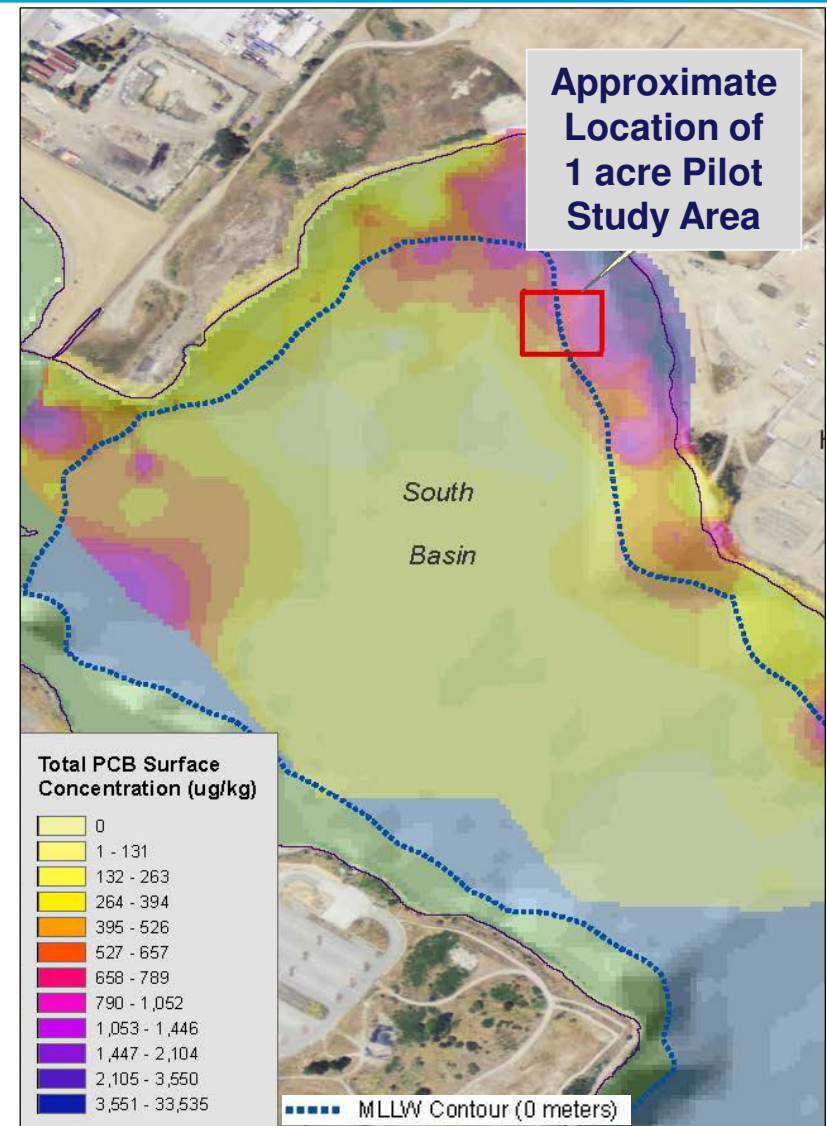 Approximate
Location of
1 acre Pilot
Study Area
South
Basin
Total PCB Surface
Concentration (ug/kg)
0
1 - 131
132 - 263
264 - 394
395 - 526
527 - 657
658 - 789
790 - 1,052
1,053 - 1,446
1,447 - 2,104
2,105 - 3,550
3,551 - 33,535
MLLW Contour (0 meters)